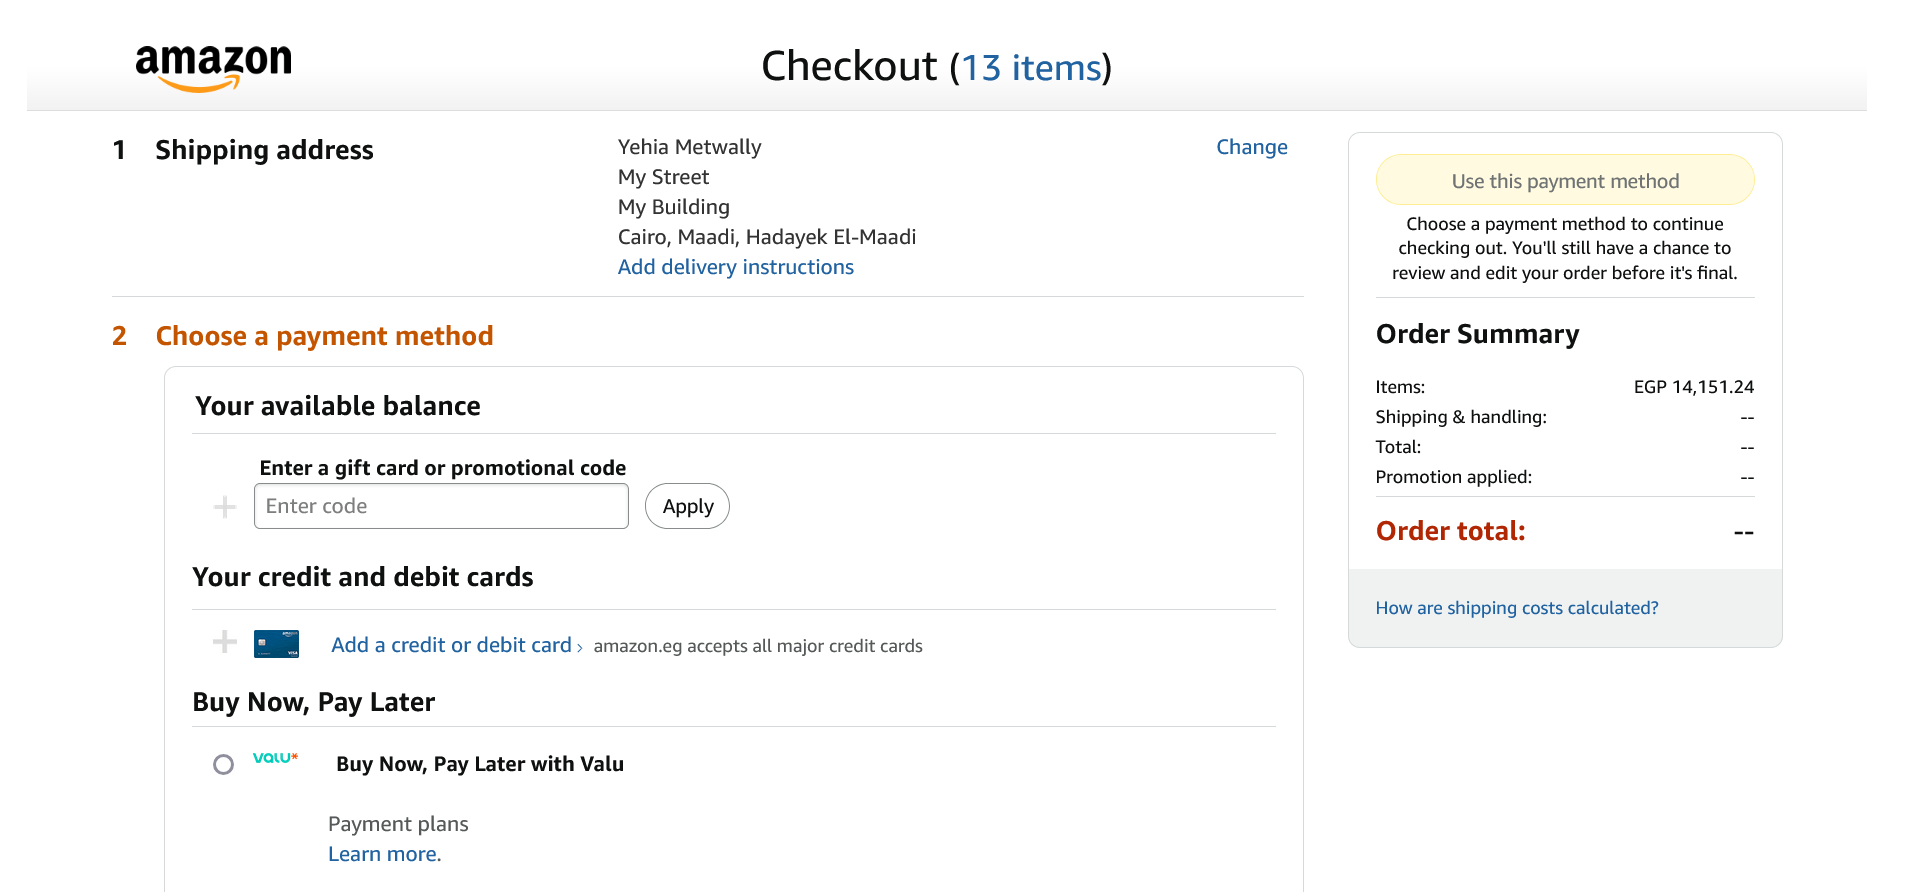 amazon
Checkout (13 items)
1 Shipping address
Yehia Metwally
My Street
My Building
Cairo, Maadi, Hadayek El-Maadi
Add delivery instructions
Change
2 Choose a payment method
Your available balance
Enter a gift card or promotional code
Enter code
Apply
Your credit and debit cards
Add a credit or debit card › amazon.eg accepts all major credit cards
Buy Now, Pay Later
valu* Buy Now, Pay Later with Valu
Payment plans
Learn more.
Use this payment method
Choose a payment method to continue
checking out. You'll still have a chance to
review and edit your order before it's final.
Order Summary
Items: EGP 14,151.24
Shipping & handling: --
Total: --
Promotion applied: --
Order total: --
How are shipping costs calculated?